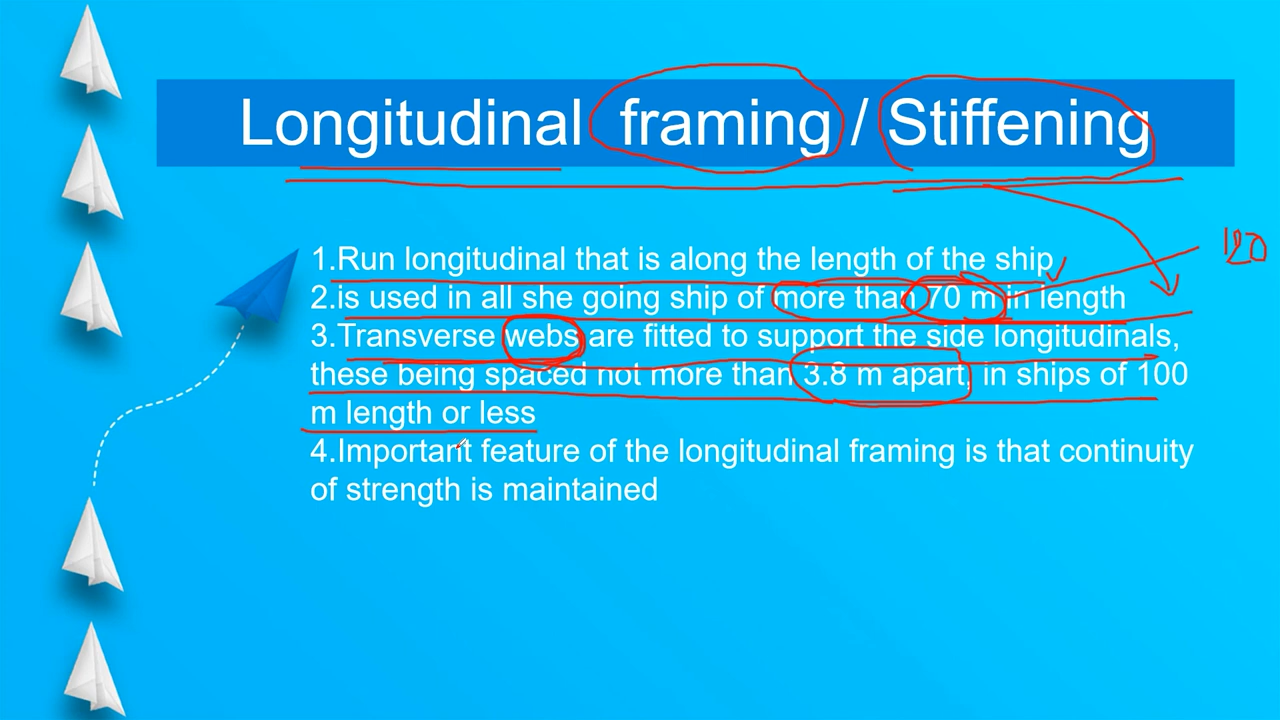 Longitudinal framing / Stiffening
1.Run longitudinal that is along the length of the ship
120
2.is used in all she going ship of more than 70 m in length
3.Transverse webs are fitted to support the side longitudinals,
these being spaced not more than 3.8 m apart, in ships of 100
m length or less
4.Important feature of the longitudinal framing is that continuity
of strength is maintained